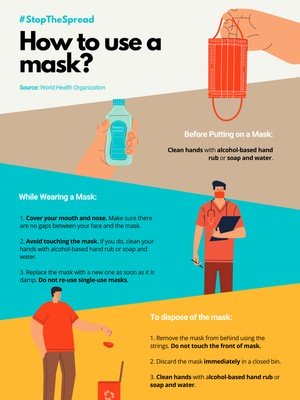 #StopTheSpread
How to use a
mask?
Source: World Health Organization
Before Putting on a Mask:
Clean hands with alcohol-based hand
rub or soap and water.
While Wearing a Mask:
1. Cover your mouth and nose. Make sure there
are no gaps between your face and the mask.
2. Avoid touching the mask. If you do, clean your
hands with alcohol-based hand rub or soap and
water.
3. Replace the mask with a new one as soon as it is
damp. Do not re-use single-use masks.
To dispose of the mask:
1. Remove the mask from behind using the
strings. Do not touch the front of mask.
2. Discard the mask immediately in a closed bin.
3. Clean hands with alcohol-based hand rub or
soap and water.